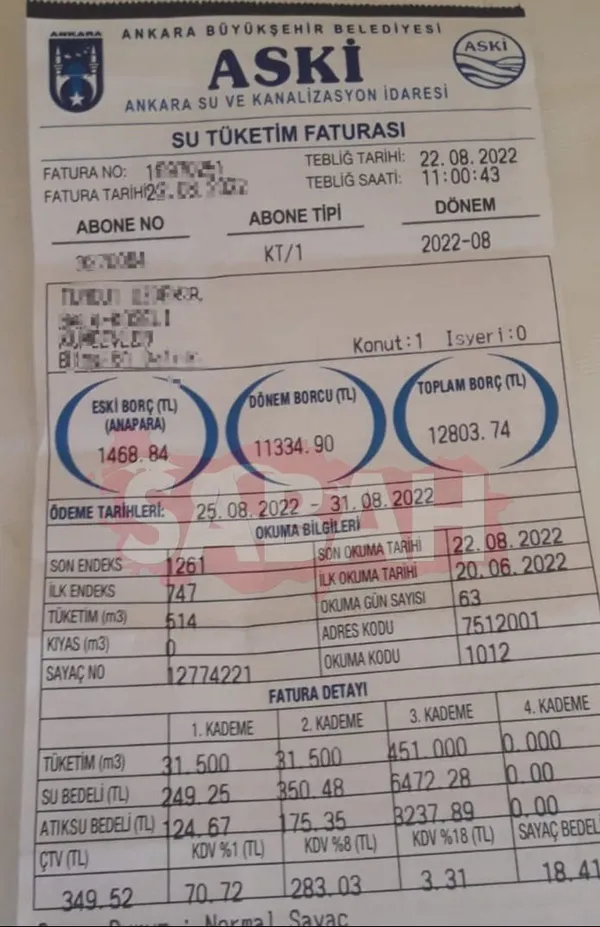 ANKARA
ANKARA BÜYÜKŞEHİR BELEDİYESİ
ASKİ
ASKİ
ANKARA SU VE KANALİZASYON İDARESİ
SU TÜKETİM FATURASI
FATURA NO:
TEBLİĞ TARİHİ: 22.08.2022
FATURA TARİHİ
TEBLİĞ SAATİ: 11:00:43
ABONE NO ABONE TİPİ DÖNEM
KT/1 2022-08
Konut:1 Isyeri:0
ESKİ BORÇ (TL) DÖNEM BORCU (TL) TOPLAM BORÇ (TL)
(ANAPARA)
1468.84 11334.90 12803.74
SABAH
ÖDEME TARİHLERİ: 25.08.2022 - 31.08.2022
OKUMA BİLGİLERİ
SON ENDEKS 1261 SON OKUMA TARİHİ 22.08.2022
İLK ENDEKS 747 İLK OKUMA TARİHİ 20.06.2022
TÜKETİM (m3) 514 OKUMA GÜN SAYISI 63
KIYAS (m3) 0 ADRES KODU 7512001
SAYAÇ NO 12774221 OKUMA KODU 1012
FATURA DETAYI
1. KADEME 2. KADEME 3. KADEME 4. KADEME
TÜKETİM (m3) 31.500 31.500 451.000 0.000
SU BEDELİ (TL) 249.25 350.48 6472.28 0.00
ATIKSU BEDELİ (TL) 124.67 175.35 3237.89 0.00
ÇTV (TL) KDV %1 (TL) KDV %8 (TL) KDV %18 (TL) SAYAÇ BEDELİ
349.52 70.72 283.03 3.31 18.41
: Normal Sayac